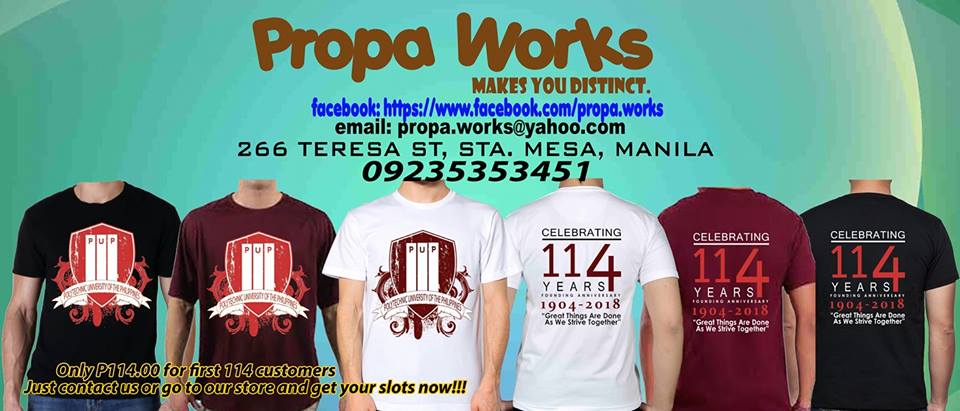 Propa Works
MAKES YOU DISTINCT.
facebook: https://www.facebook.com/propa.works
email: propa.works@yahoo.com
266 TERESA ST, STA. MESA, MANILA
09235353451
PUP
POLYTECHNIC UNIVERSITY OF THE PHILIPPINES
PUP
POLYTECHNIC UNIVERSITY OF THE PHILIPPINES
PUP
POLYTECHNIC UNIVERSITY OF THE PHILIPPINES
CELEBRATING
114
YEARS
FOUNDING ANNIVERSARY
1904-2018
"Great Things Are Done
As We Strive Together"
CELEBRATING
114
YEARS
FOUNDING ANNIVERSARY
1904-2018
"Great Things Are Done
As We Strive Together"
CELEBRATING
114
YEARS
FOUNDING ANNIVERSARY
1904-2018
"Great Things Are Done
As We Strive Together"
Only P114.00 for first 114 customers
Just contact us or go to our store and get your slots now!!!